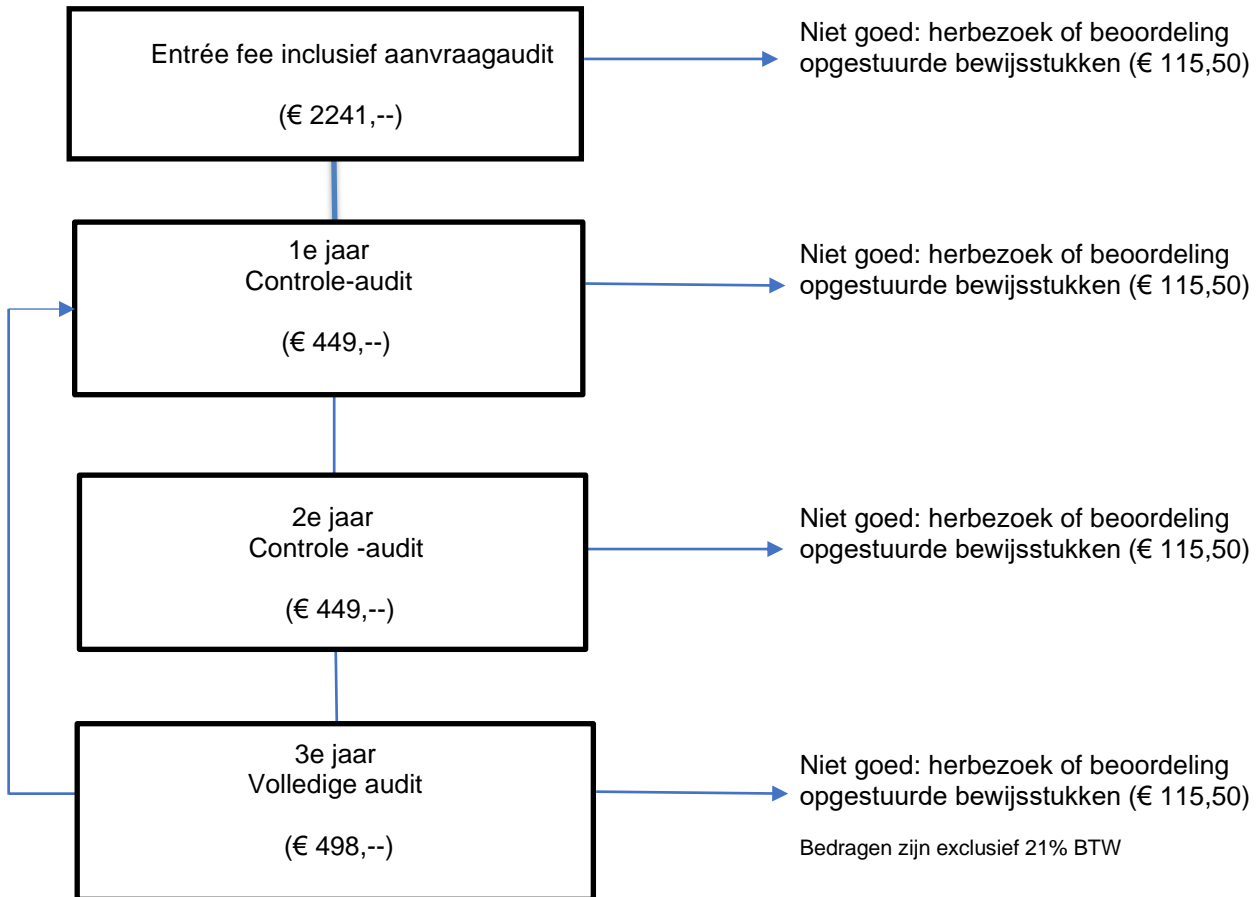 Entrée fee inclusief aanvraagaudit
(€ 2241,--)
Niet goed: herbezoek of beoordeling
opgestuurde bewijsstukken (€ 115,50)
1e jaar
Controle-audit
(€ 449,--)
Niet goed: herbezoek of beoordeling
opgestuurde bewijsstukken (€ 115,50)
2e jaar
Controle -audit
(€ 449,--)
Niet goed: herbezoek of beoordeling
opgestuurde bewijsstukken (€ 115,50)
3e jaar
Volledige audit
(€ 498,--)
Niet goed: herbezoek of beoordeling
opgestuurde bewijsstukken (€ 115,50)
Bedragen zijn exclusief 21% BTW